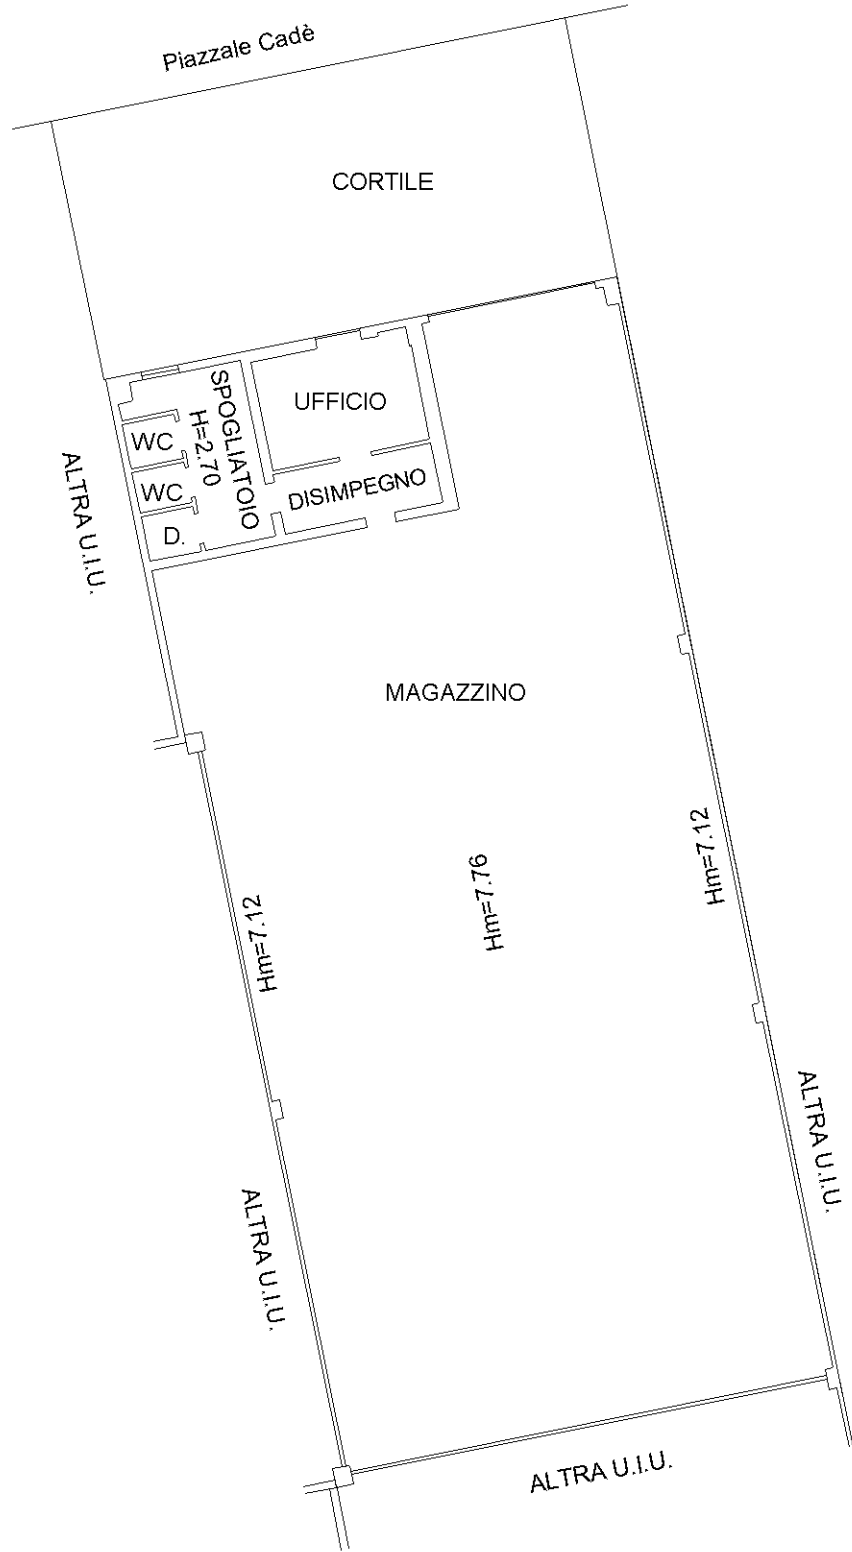 Piazzale Cadè
CORTILE
SPOGLIATOIO
H=2.70
UFFICIO
WC
WC
D.
DISIMPEGNO
ALTRA U.I.U.
MAGAZZINO
Hm=7.12
Hm=7.76
Hm=7.12
ALTRA U.I.U.
ALTRA U.I.U.
ALTRA U.I.U.